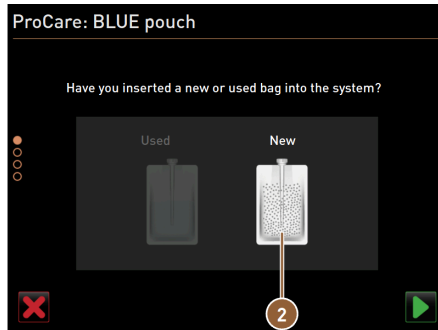 ProCare: BLUE pouch
Have you inserted a new or used bag into the system?
Used
New
2